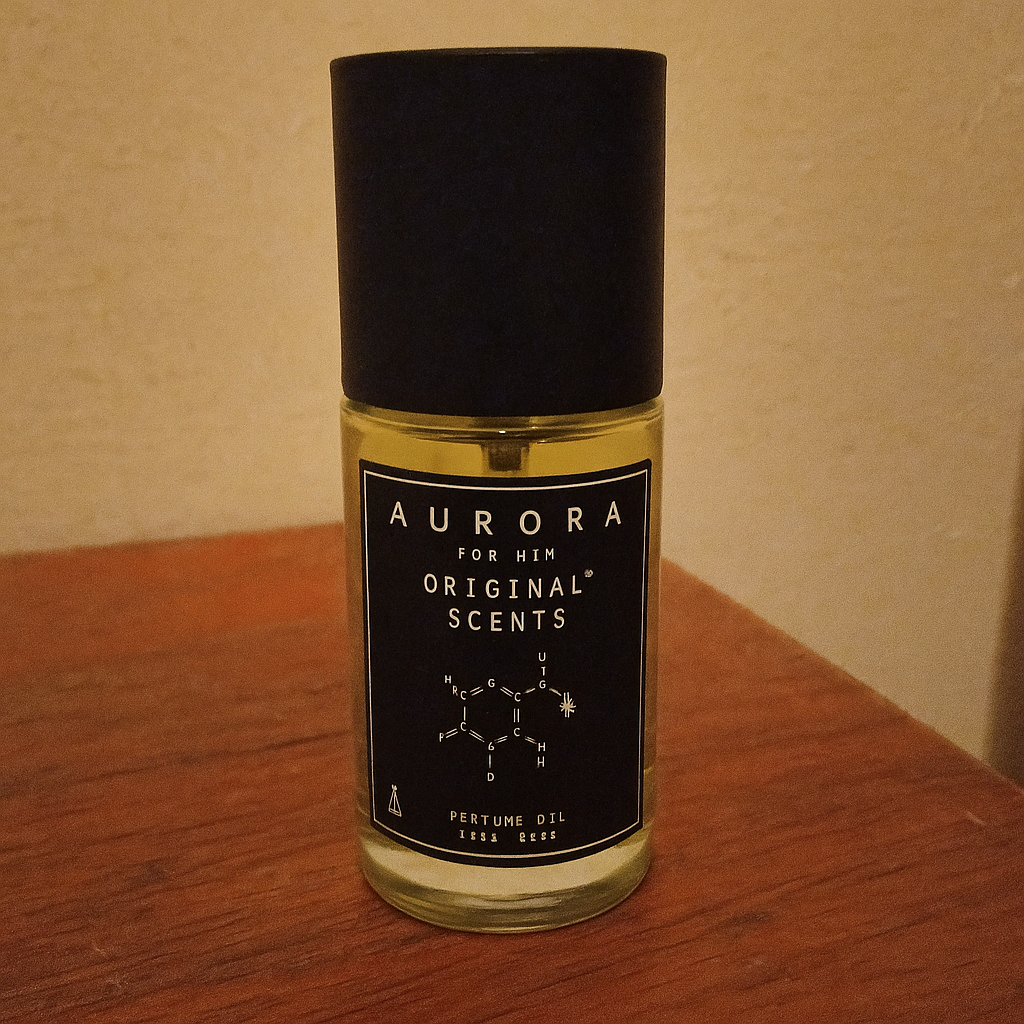 AURORA
FOR HIM
ORIGINAL
SCENTS
U
T
H G G
R C C
C C
P G H
H
D
PERTUME DIL